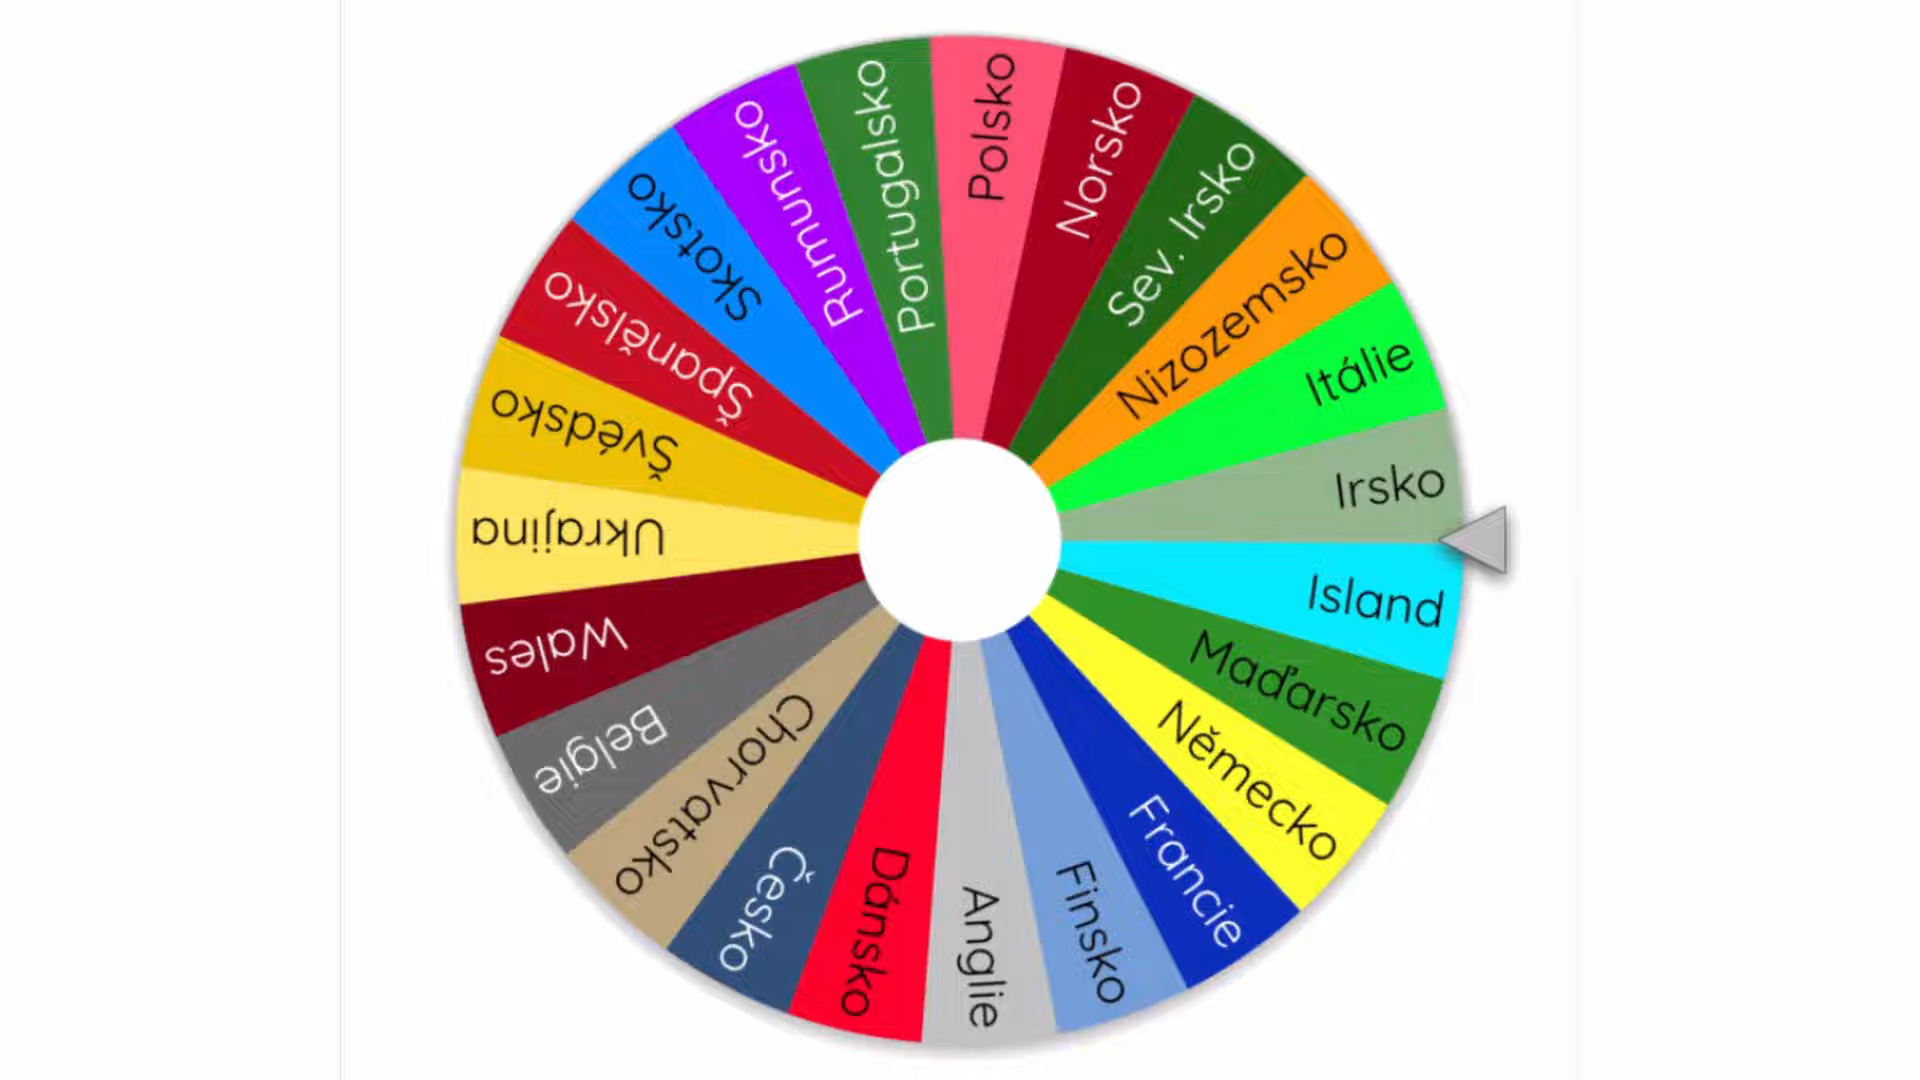 Polsko
Norsko
Sev. Irsko
Nizozemsko
Itálie
Irsko
Island
Maďarsko
Německo
Francie
Finsko
Anglie
Dánsko
Česko
Chorvatsko
Belgie
Wales
Ukrajina
Švédsko
Španělsko
Skotsko
Rumunsko
Portugalsko